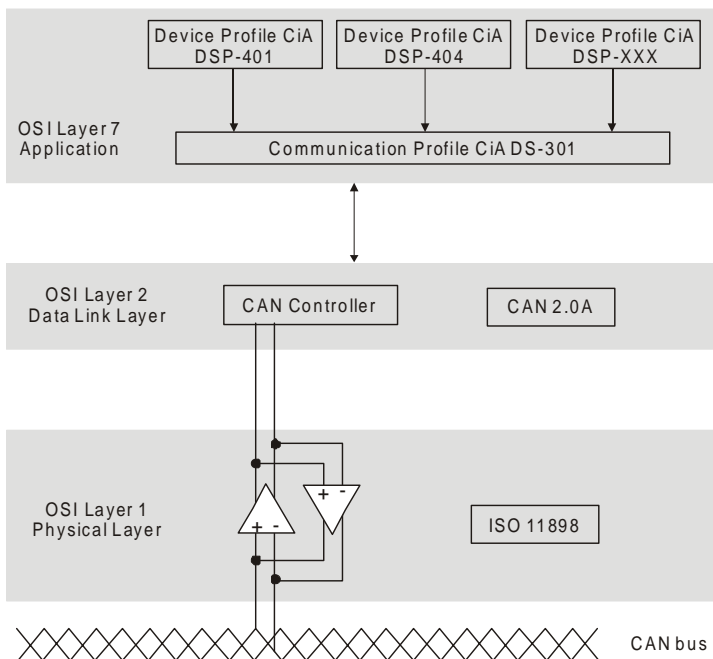 Device Profile CiA
DSP-401
Device Profile CiA
DSP-404
Device Profile CiA
DSP-XXX
OSI Layer 7
Application
Communication Profile CiA DS-301
OSI Layer 2
Data Link Layer
CAN Controller
CAN 2.0A
OSI Layer 1
Physical Layer
+ -
+ -
ISO 11898
CAN bus